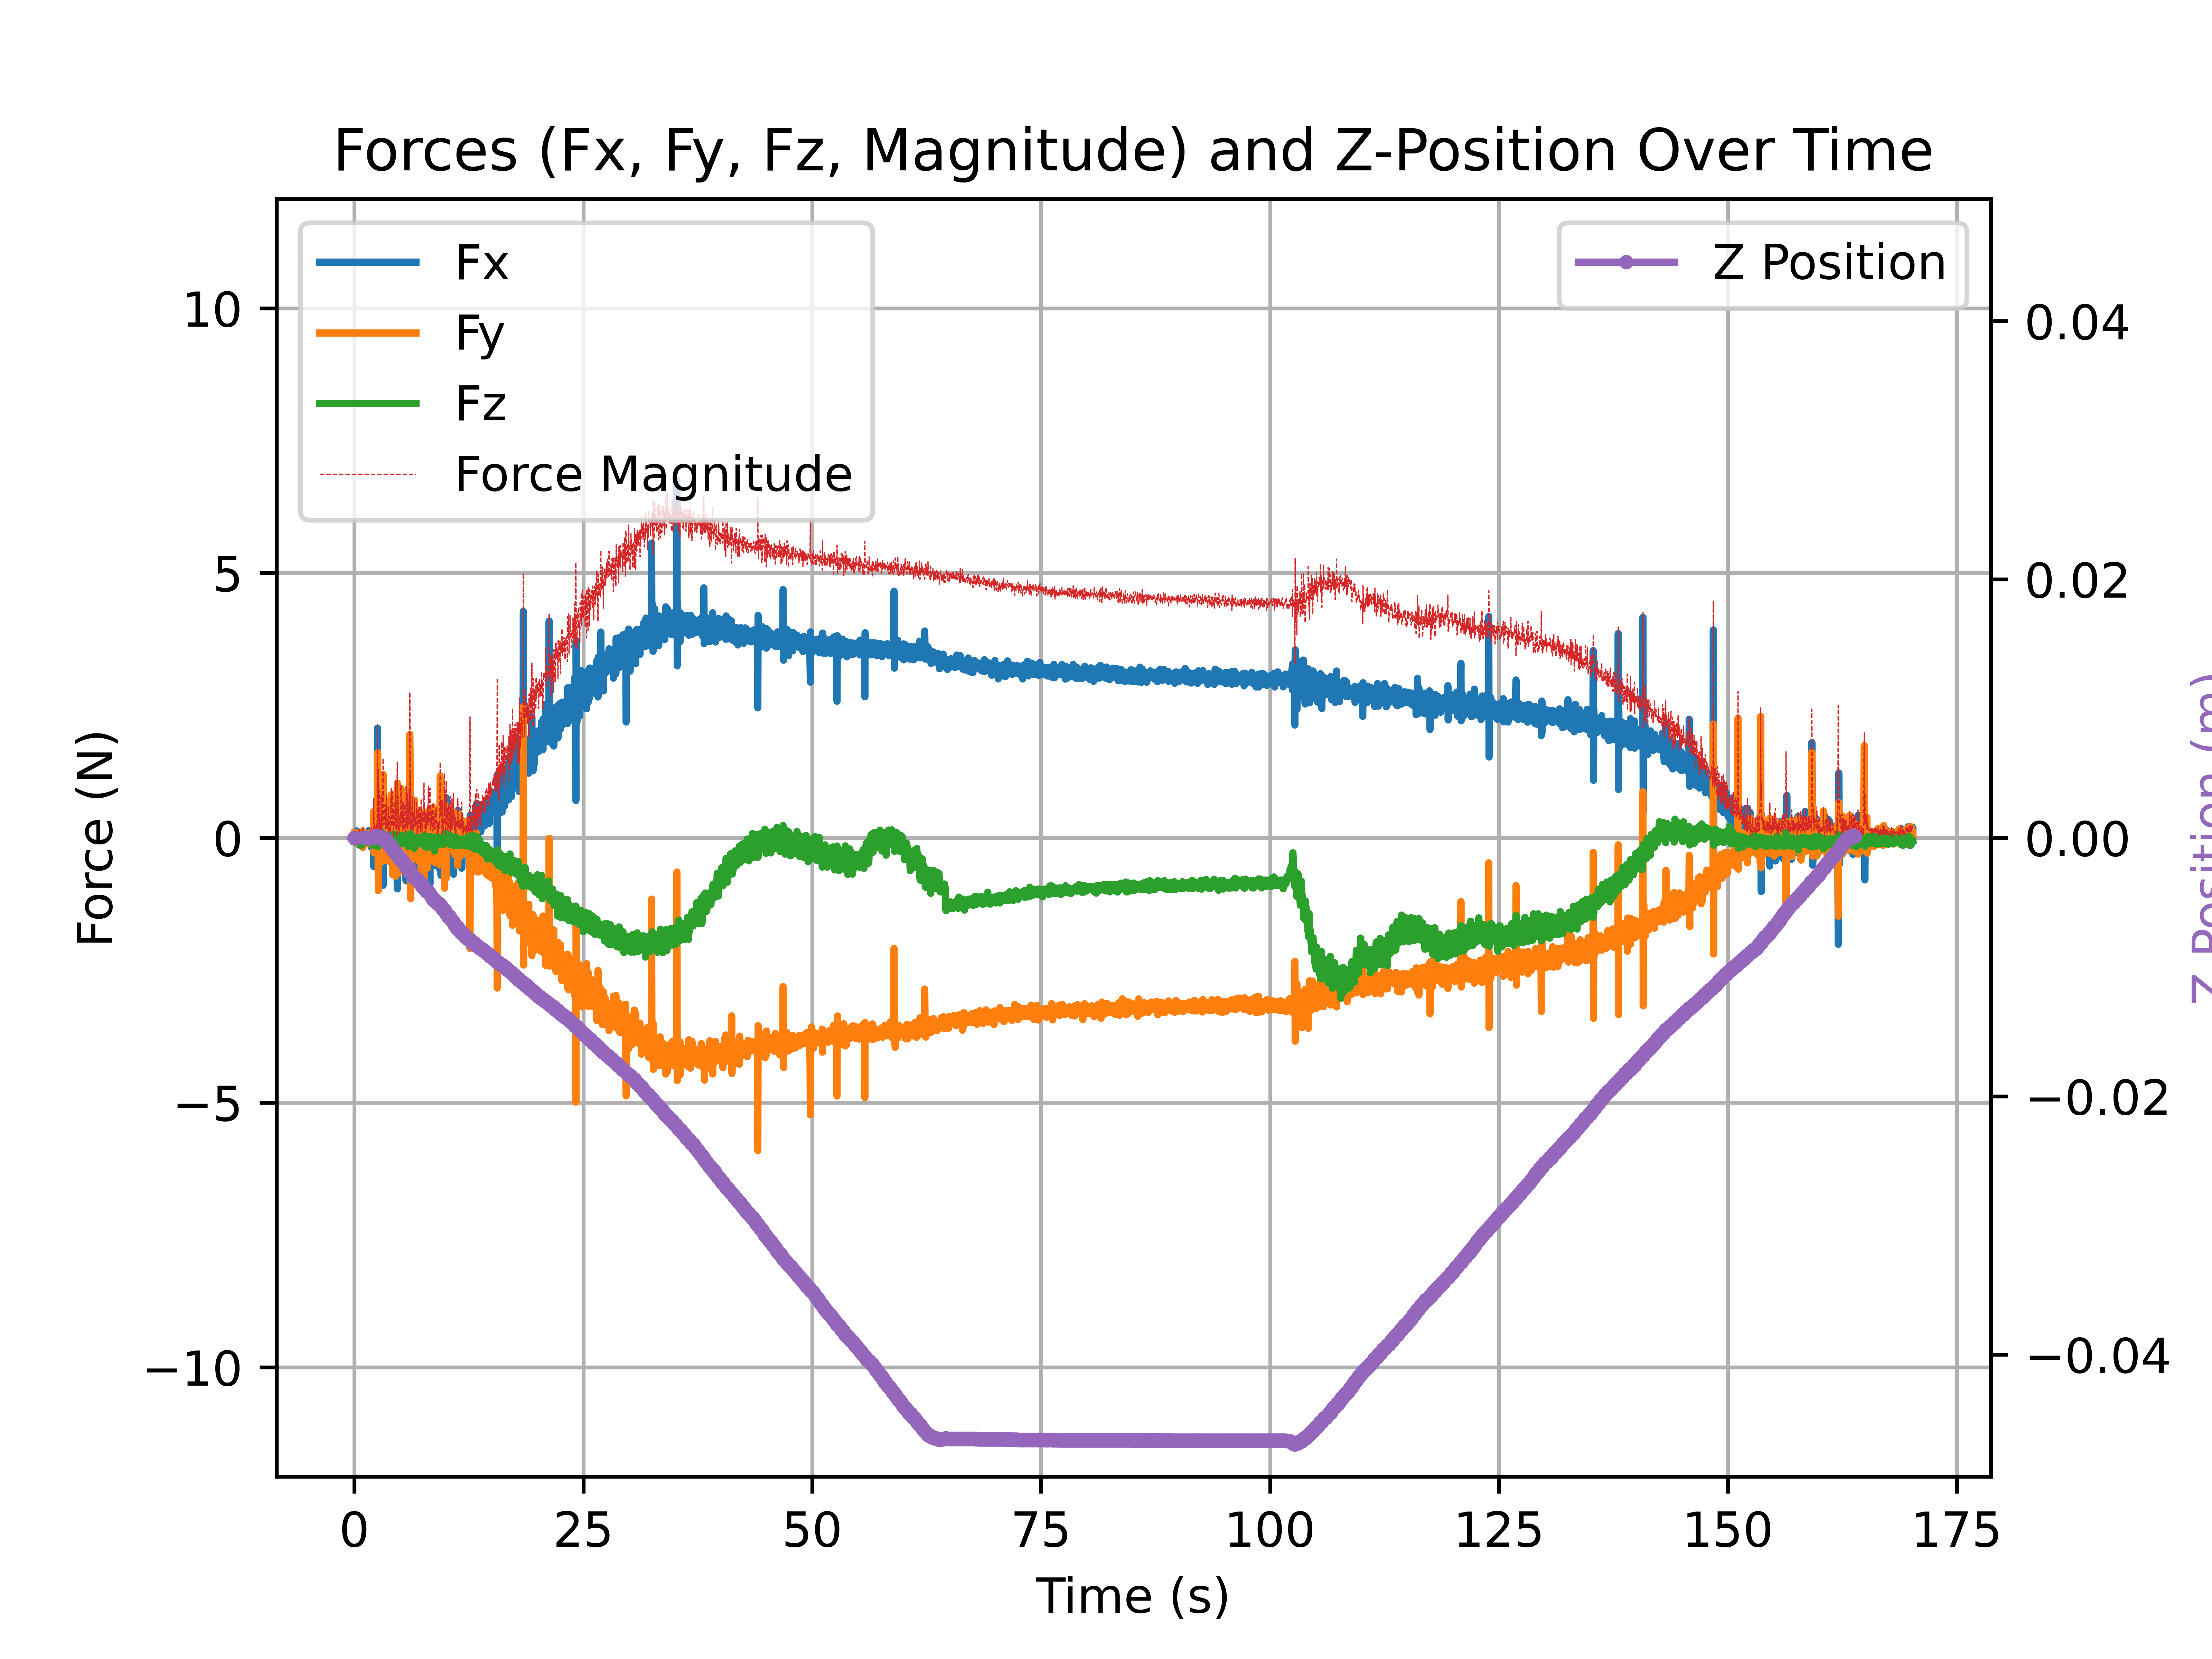 Forces (Fx, Fy, Fz, Magnitude) and Z-Position Over Time
Fx
Fy
Fz
Force Magnitude
Z Position
10
5
0
−5
−10
Force (N)
0.04
0.02
0.00
−0.02
−0.04
Z Position (m)
0
25
50
75
100
125
150
175
Time (s)